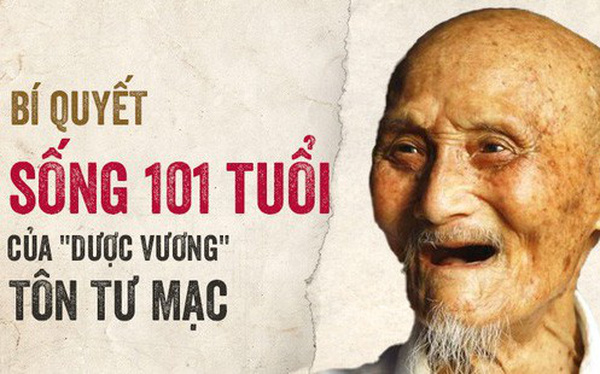 BÍ QUYẾT
SỐNG 101 TUỔI
CỦA "DƯỢC VƯƠNG"
TÔN TƯ MẠC